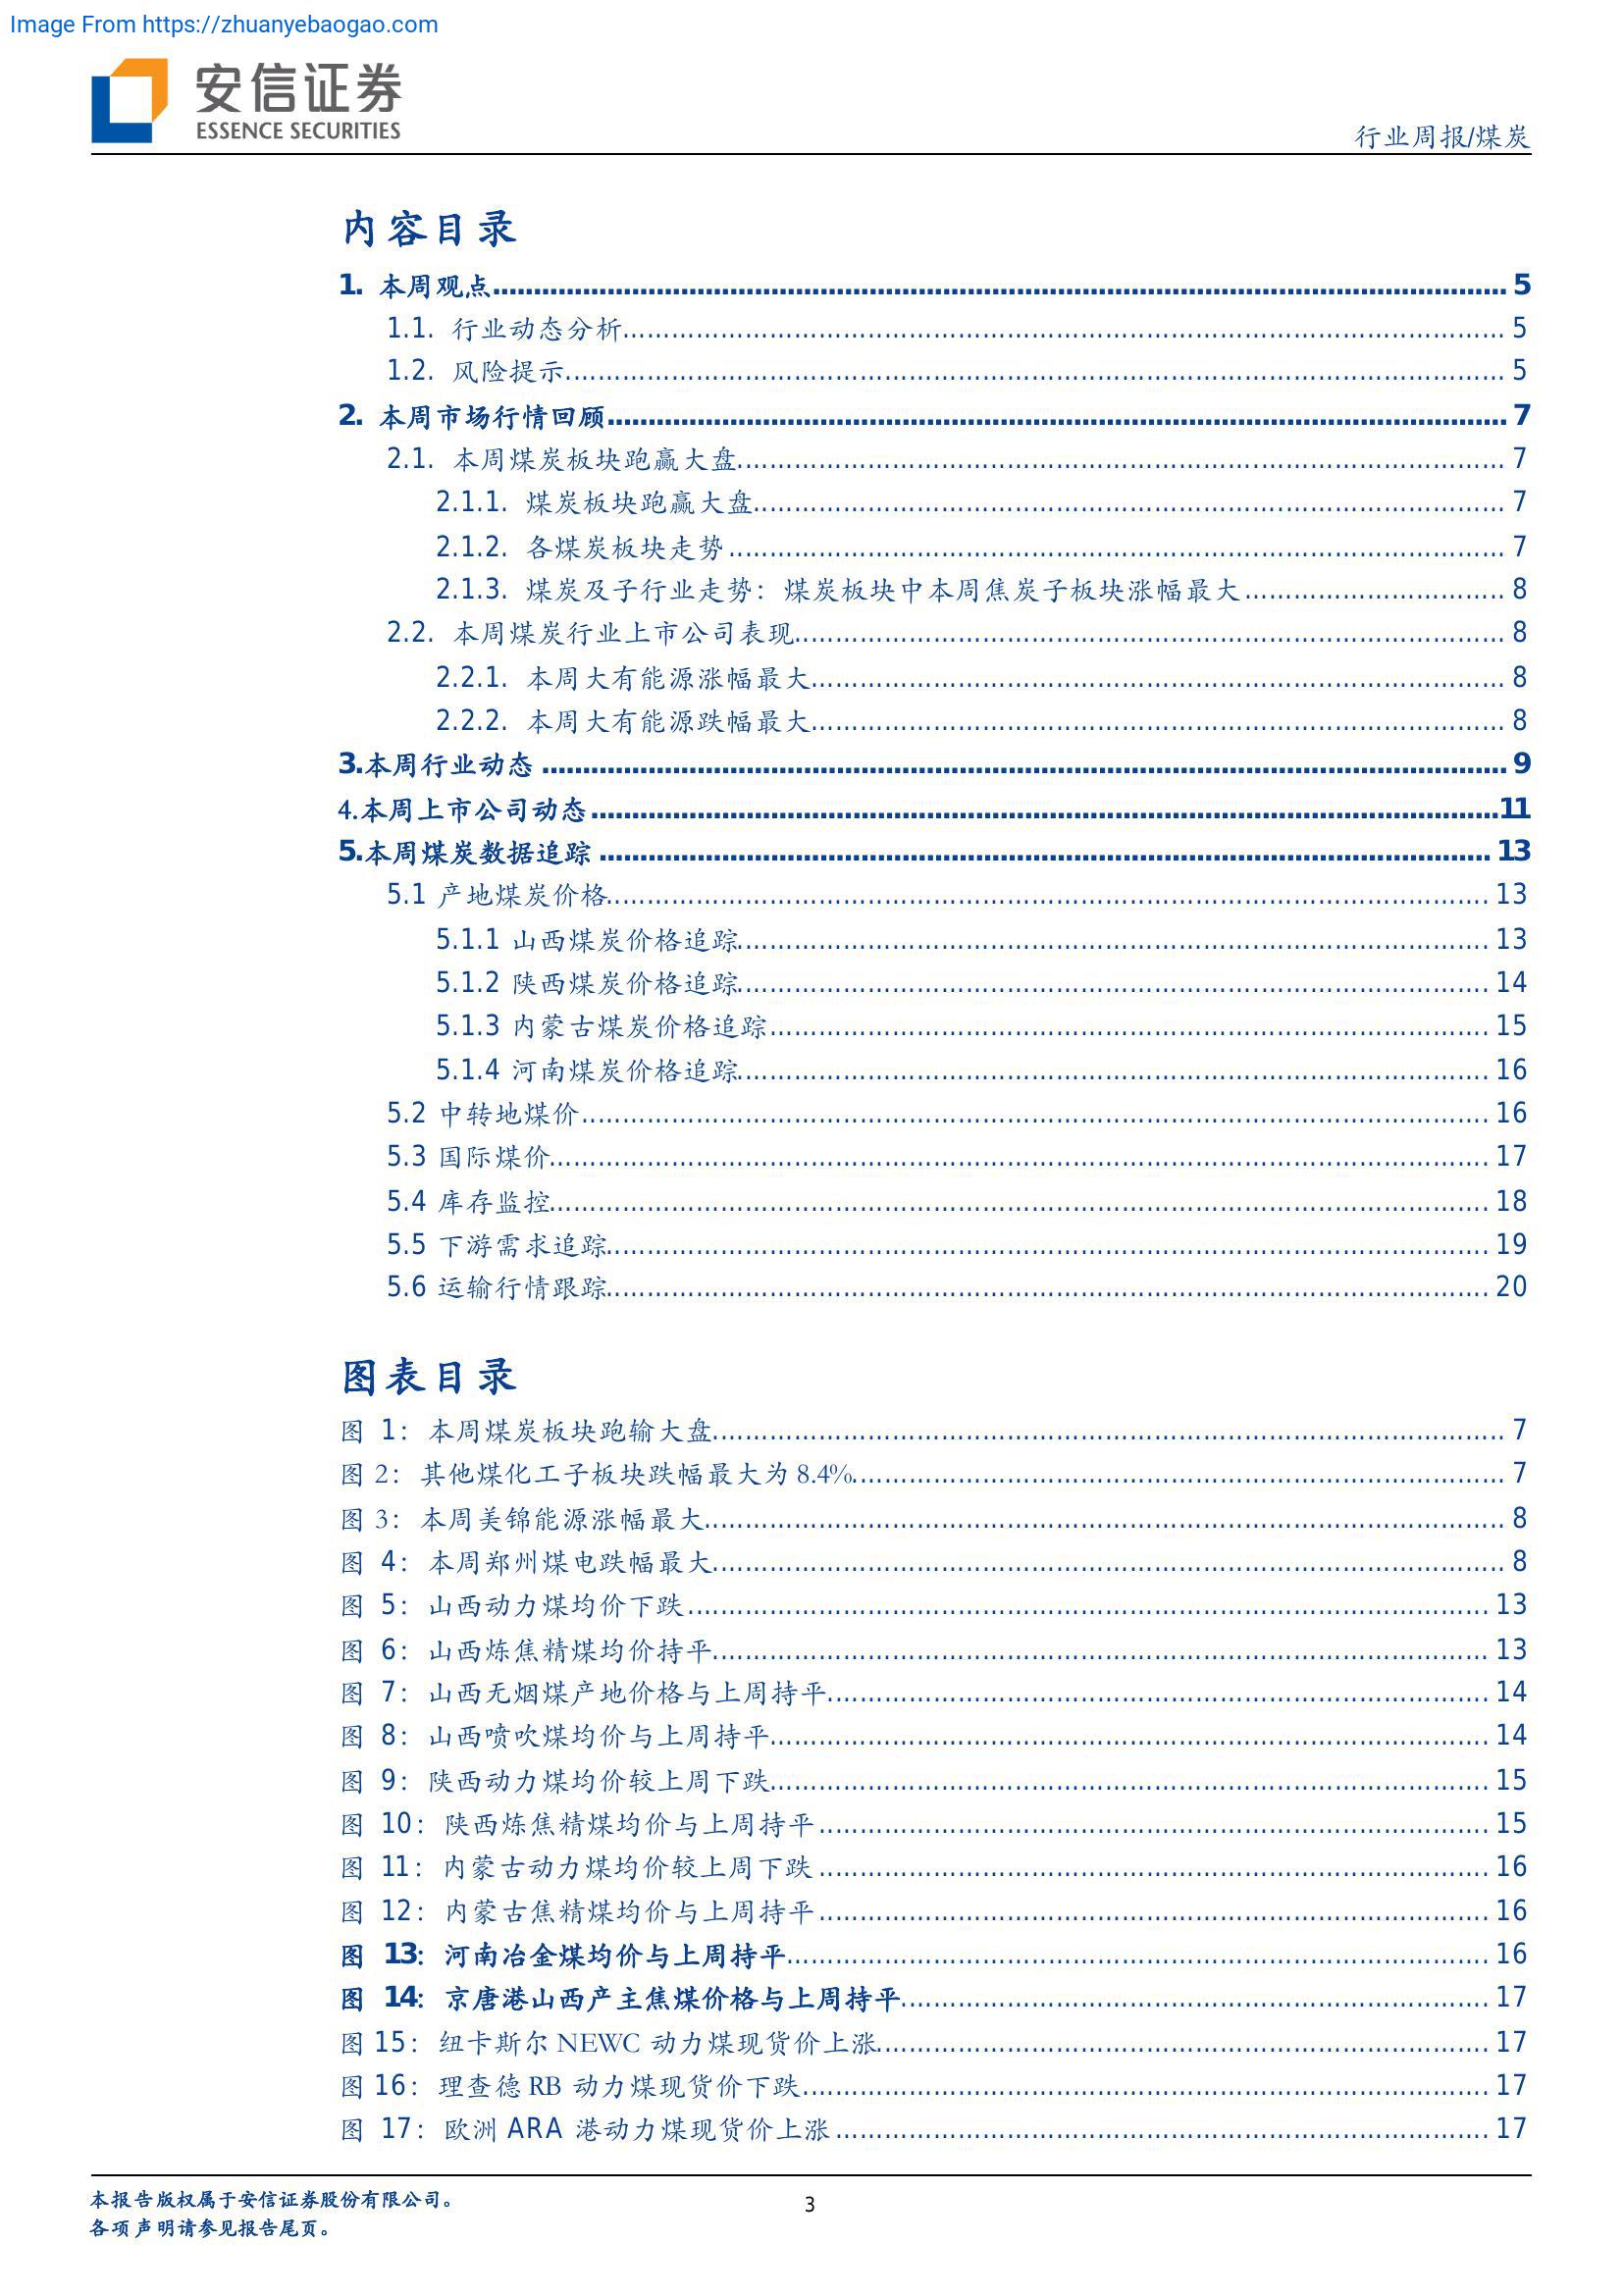 Image From https://zhuanyebaogao.com
安信证券
ESSENCE SECURITIES
行业周报/煤炭
内容目录
1. 本周观点 5
1.1. 行业动态分析 5
1.2. 风险提示 5
2. 本周市场行情回顾 7
2.1. 本周煤炭板块跑赢大盘 7
2.1.1. 煤炭板块跑赢大盘 7
2.1.2. 各煤炭板块走势 7
2.1.3. 煤炭及子行业走势：煤炭板块中本周焦炭子板块涨幅最大 8
2.2. 本周煤炭行业上市公司表现 8
2.2.1. 本周大有能源涨幅最大 8
2.2.2. 本周大有能源跌幅最大 8
3.本周行业动态 9
4.本周上市公司动态 11
5.本周煤炭数据追踪 13
5.1 产地煤炭价格 13
5.1.1 山西煤炭价格追踪 13
5.1.2 陕西煤炭价格追踪 14
5.1.3 内蒙古煤炭价格追踪 15
5.1.4 河南煤炭价格追踪 16
5.2 中转地煤价 16
5.3 国际煤价 17
5.4 库存监控 18
5.5 下游需求追踪 19
5.6 运输行情跟踪 20
图表目录
图 1：本周煤炭板块跑输大盘 7
图 2：其他煤化工子板块跌幅最大为 8.4% 7
图 3：本周美锦能源涨幅最大 8
图 4：本周郑州煤电跌幅最大 8
图 5：山西动力煤均价下跌 13
图 6：山西炼焦精煤均价持平 13
图 7：山西无烟煤产地价格与上周持平 14
图 8：山西喷吹煤均价与上周持平 14
图 9：陕西动力煤均价较上周下跌 15
图 10：陕西炼焦精煤均价与上周持平 15
图 11：内蒙古动力煤均价较上周下跌 16
图 12：内蒙古焦精煤均价与上周持平 16
图 13：河南冶金煤均价与上周持平 16
图 14：京唐港山西产主焦煤价格与上周持平 17
图 15：纽卡斯尔 NEWC 动力煤现货价上涨 17
图 16：理查德 RB 动力煤现货价下跌 17
图 17：欧洲 ARA 港动力煤现货价上涨 17
本报告版权属于安信证券股份有限公司。
3
各项声明请参见报告尾页。